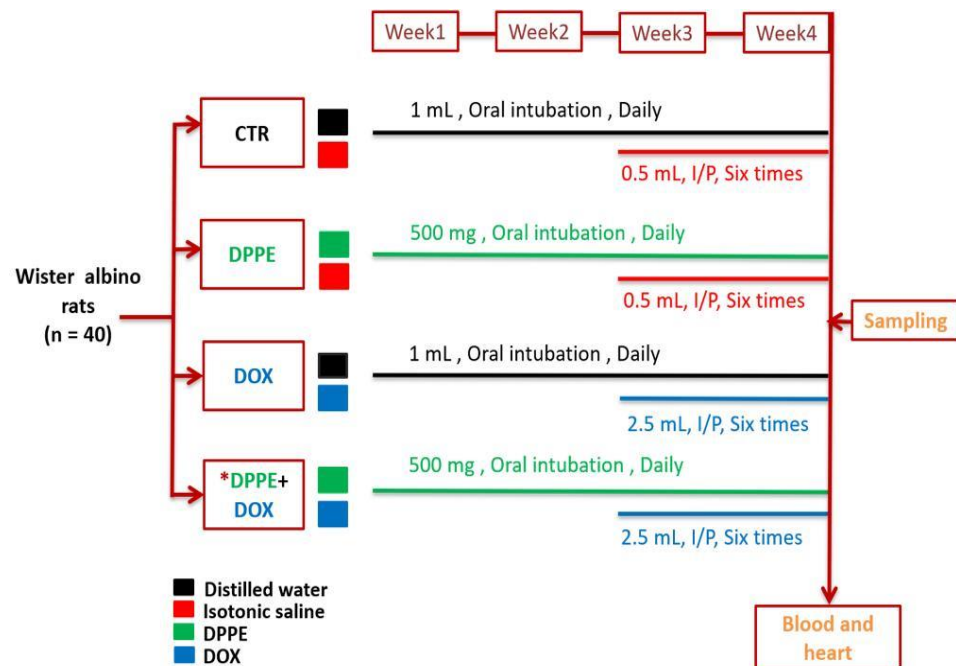 Week1 Week2 Week3 Week4
CTR
1 mL , Oral intubation , Daily
0.5 mL, I/P, Six times
DPPE
500 mg , Oral intubation , Daily
0.5 mL, I/P, Six times
Wister albino
rats
(n = 40)
Sampling
DOX
1 mL , Oral intubation , Daily
2.5 mL, I/P, Six times
*DPPE+
DOX
500 mg , Oral intubation , Daily
2.5 mL, I/P, Six times
Distilled water
Isotonic saline
DPPE
DOX
Blood and
heart